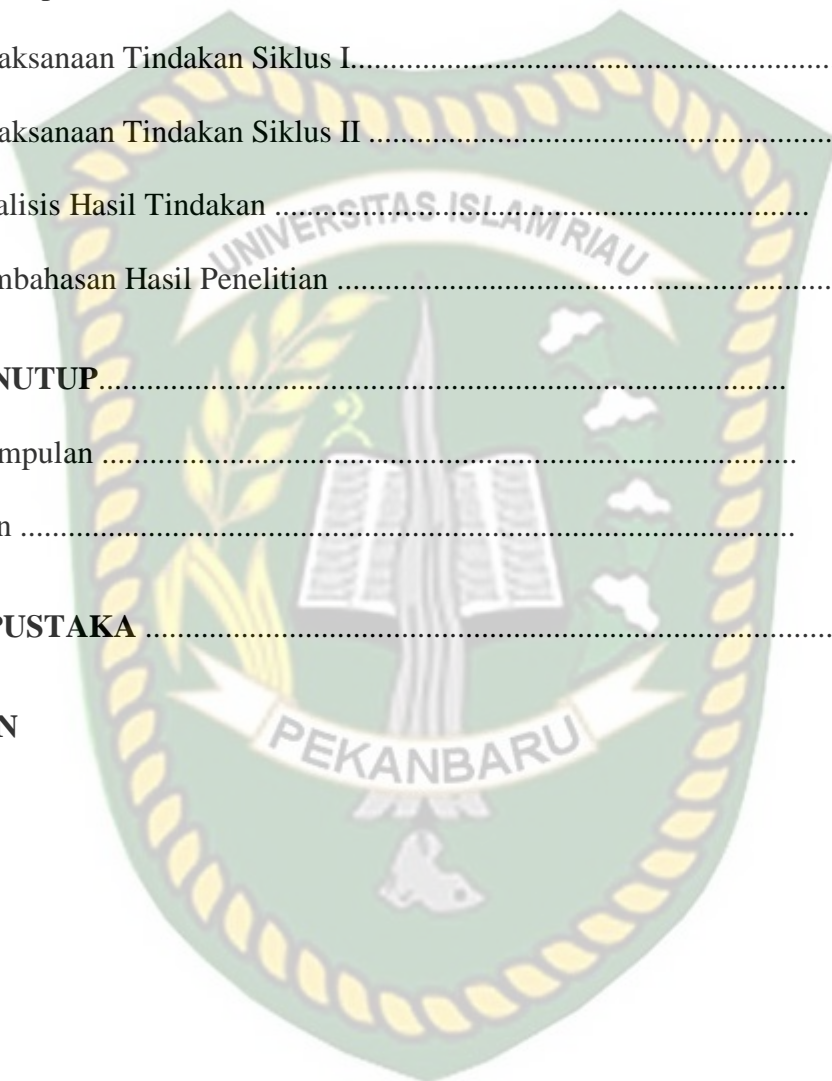 aksanaan Tindakan Siklus I............................................................
aksanaan Tindakan Siklus II ..........................................................
alisis Hasil Tindakan ...................................................................
UNIVERSITAS ISLAM RIAU
mbahasan Hasil Penelitian ..............................................................
NUTUP......................................................................................
mpulan .......................................................................................
n .................................................................................................
PUSTAKA ......................................................................................
N
PEKANBARU